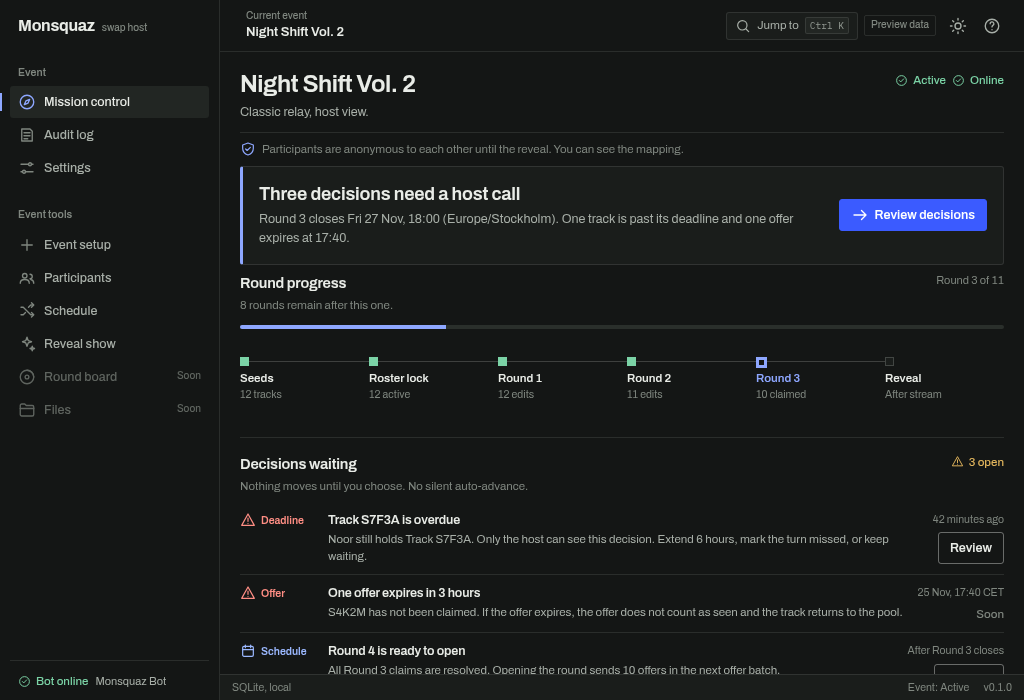 Monsquaz swap host
Event
Mission control
Audit log
Settings
Event tools
Event setup
Participants
Schedule
Reveal show
Round board Soon
Files Soon
Bot online Monsquaz Bot
Current event
Night Shift Vol. 2
Jump to Ctrl K
Preview data
Night Shift Vol. 2
Active Online
Classic relay, host view.
Participants are anonymous to each other until the reveal. You can see the mapping.
Three decisions need a host call
Round 3 closes Fri 27 Nov, 18:00 (Europe/Stockholm). One track is past its deadline and one offer
expires at 17:40.
Review decisions
Round progress
Round 3 of 11
8 rounds remain after this one.
Seeds
12 tracks
Roster lock
12 active
Round 1
12 edits
Round 2
11 edits
Round 3
10 claimed
Reveal
After stream
Decisions waiting
3 open
Nothing moves until you choose. No silent auto-advance.
Deadline
Track S7F3A is overdue
42 minutes ago
Noor still holds Track S7F3A. Only the host can see this decision. Extend 6 hours, mark the turn missed, or keep
waiting.
Review
Offer
One offer expires in 3 hours
25 Nov, 17:40 CET
S4K2M has not been claimed. If the offer expires, the offer does not count as seen and the track returns to the pool.
Soon
Schedule
Round 4 is ready to open
After Round 3 closes
All Round 3 claims are resolved. Opening the round sends 10 offers in the next offer batch.
SQLite, local
Event: Active v0.1.0